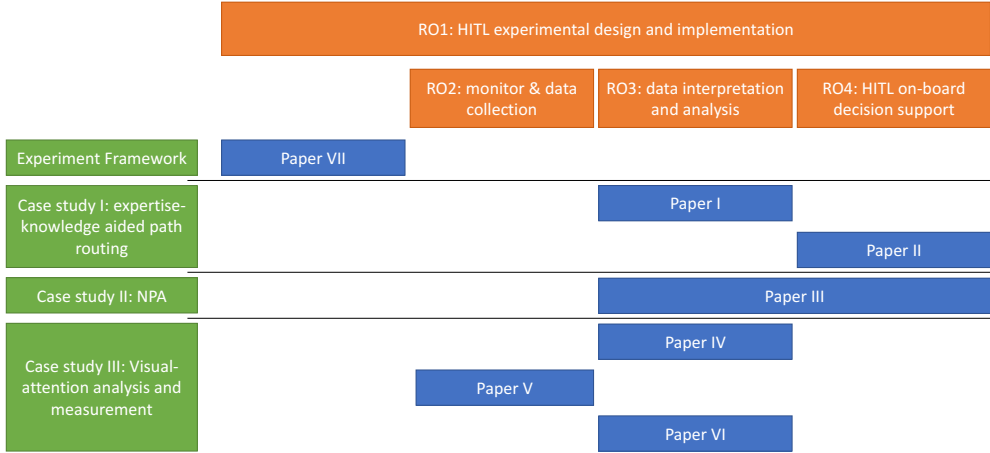 RO1: HITL experimental design and implementation
RO2: monitor & data
collection
RO3: data interpretation
and analysis
RO4: HITL on-board
decision support
Experiment Framework
Paper VII
Case study I: expertise-
knowledge aided path
routing
Paper I
Paper II
Case study II: NPA
Paper III
Case study III: Visual-
attention analysis and
measurement
Paper IV
Paper V
Paper VI